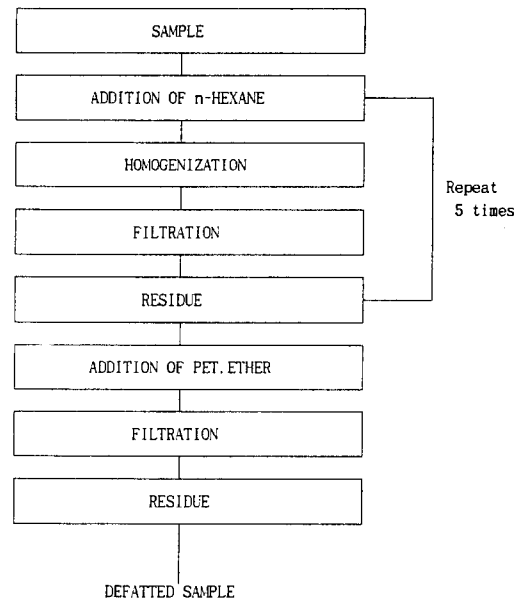 SAMPLE
ADDITION OF n-HEXANE
HOMOGENIZATION
Repeat
5 times
FILTRATION
RESIDUE
ADDITION OF PET.ETHER
FILTRATION
RESIDUE
DEFATTED SAMPLE